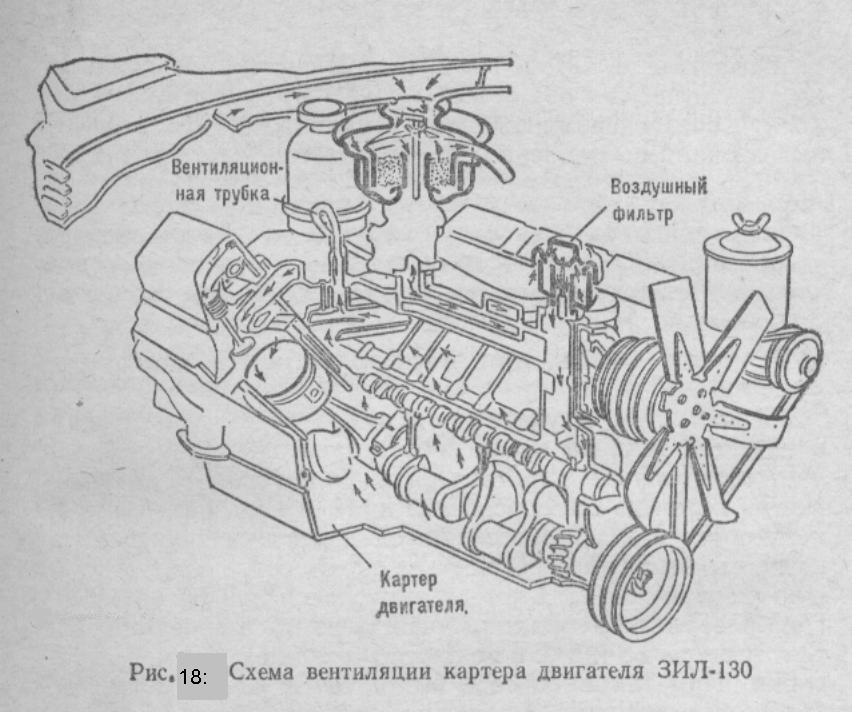 Вентиляцион-
ная трубка
Воздушный
фильтр
Картер
двигателя.
Рис. 18: Схема вентиляции картера двигателя ЗИЛ-130